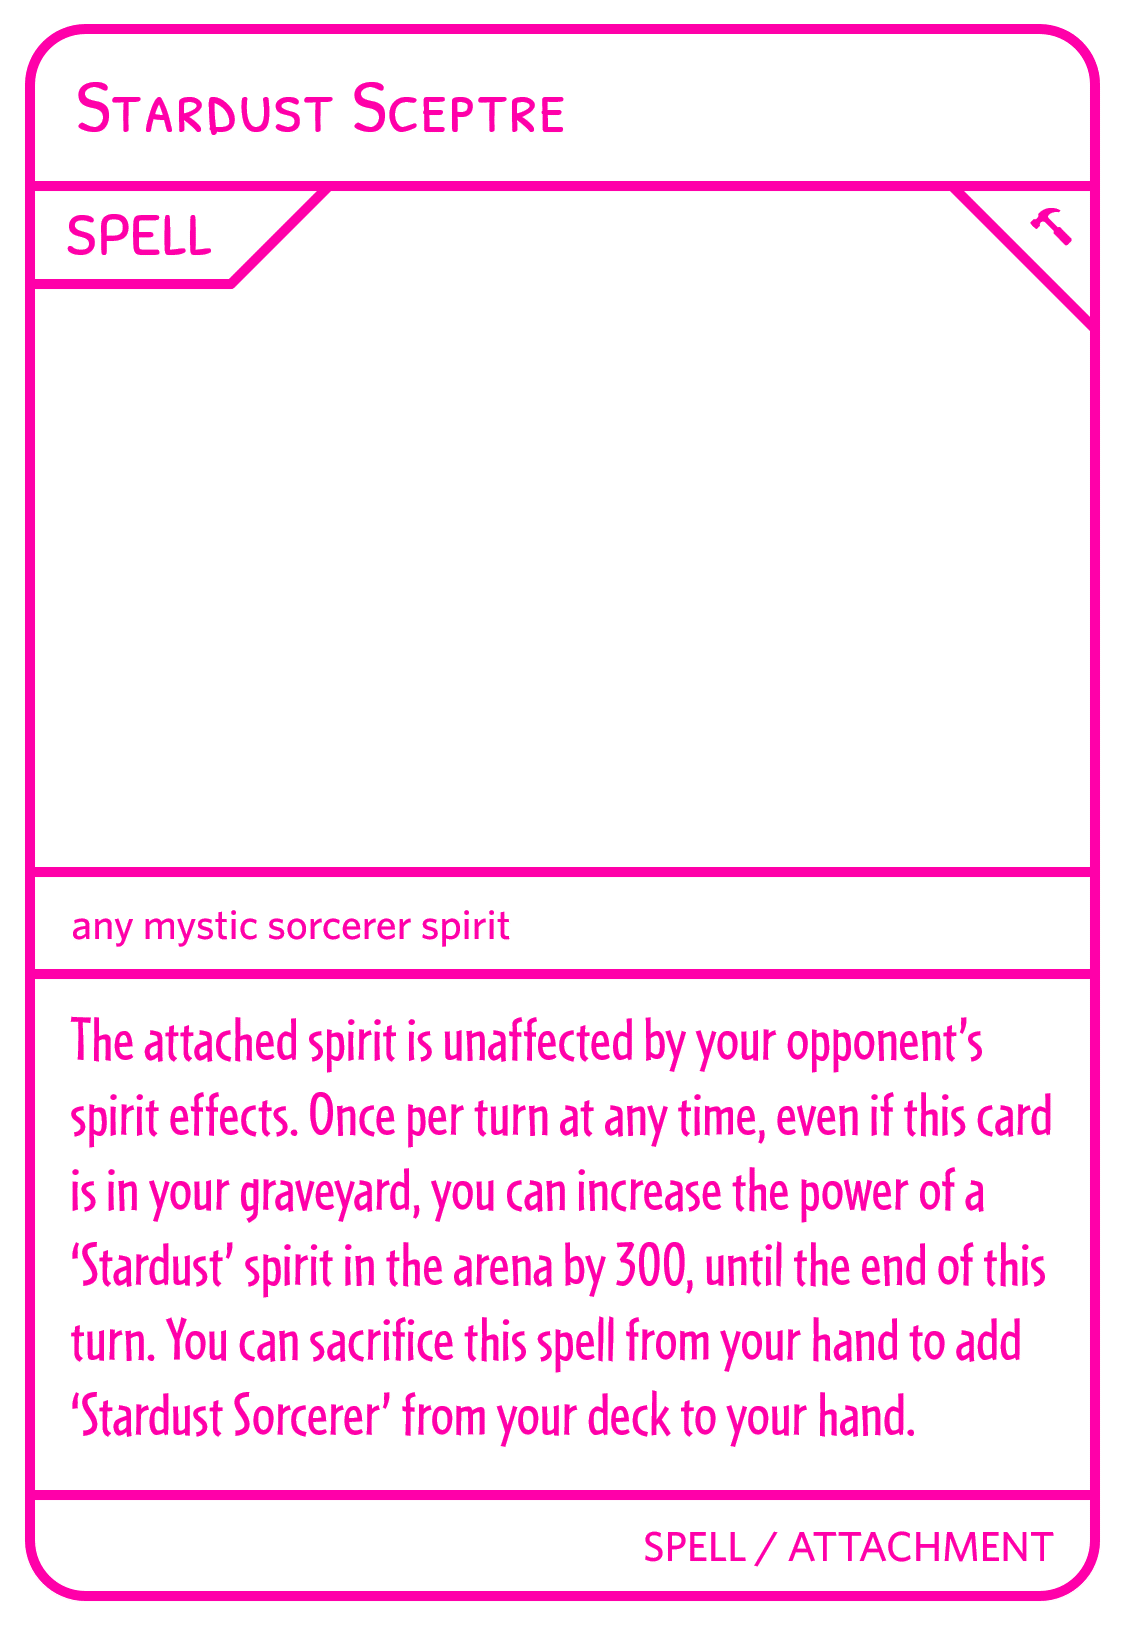 Stardust Sceptre
SPELL
any mystic sorcerer spirit
The attached spirit is unaffected by your opponent’s
spirit effects. Once per turn at any time, even if this card
is in your graveyard, you can increase the power of a
‘Stardust’ spirit in the arena by 300, until the end of this
turn. You can sacrifice this spell from your hand to add
‘Stardust Sorcerer’ from your deck to your hand.
SPELL / ATTACHMENT